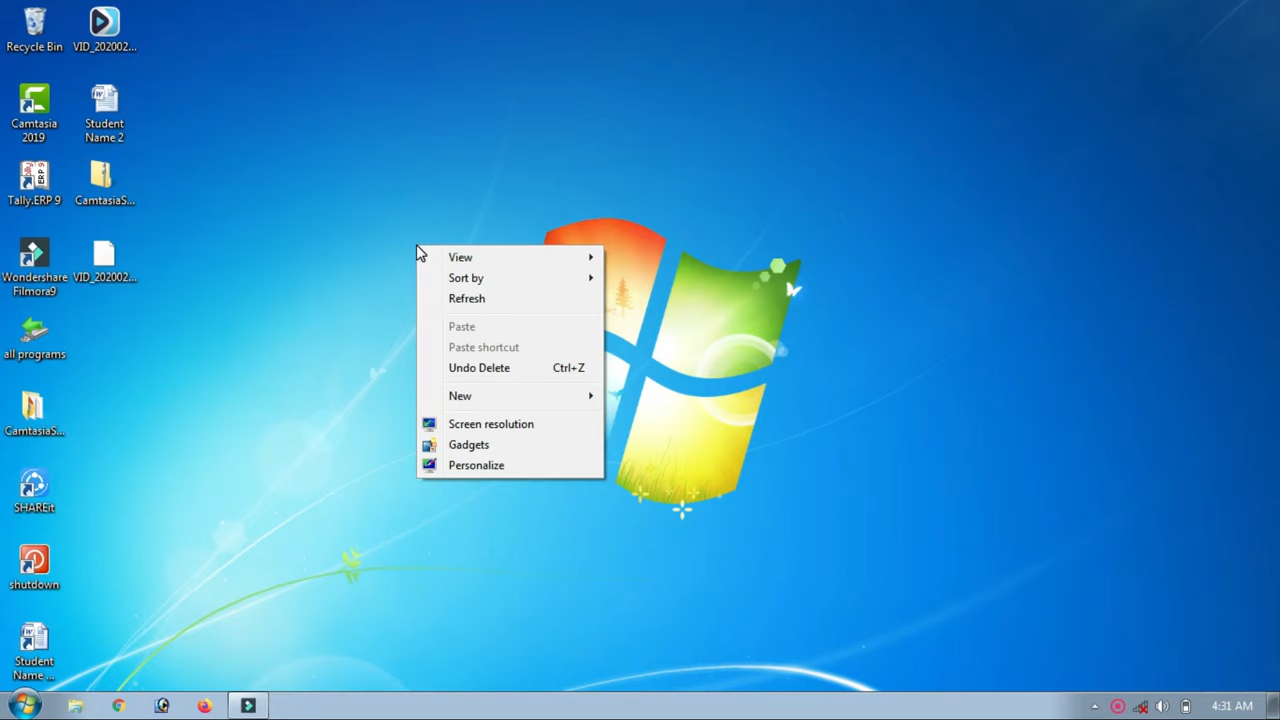 Recycle Bin
VID_202002...
Camtasia
2019
Student
Name 2
Tally.ERP 9
CamtasiaS...
Wondershare
Filmora9
VID_202002...
all programs
CamtasiaS...
SHAREit
shutdown
Student
Name ...
View
Sort by
Refresh
Paste
Paste shortcut
Undo Delete Ctrl+Z
New
Screen resolution
Gadgets
Personalize
4:31 AM